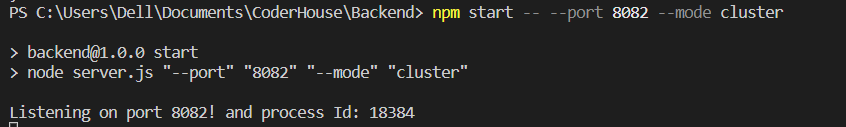 PS C:\Users\Dell\Documents\CoderHouse\Backend> npm start -- --port 8082 --mode cluster
> backend@1.0.0 start
> node server.js "--port" "8082" "--mode" "cluster"
Listening on port 8082! and process Id: 18384